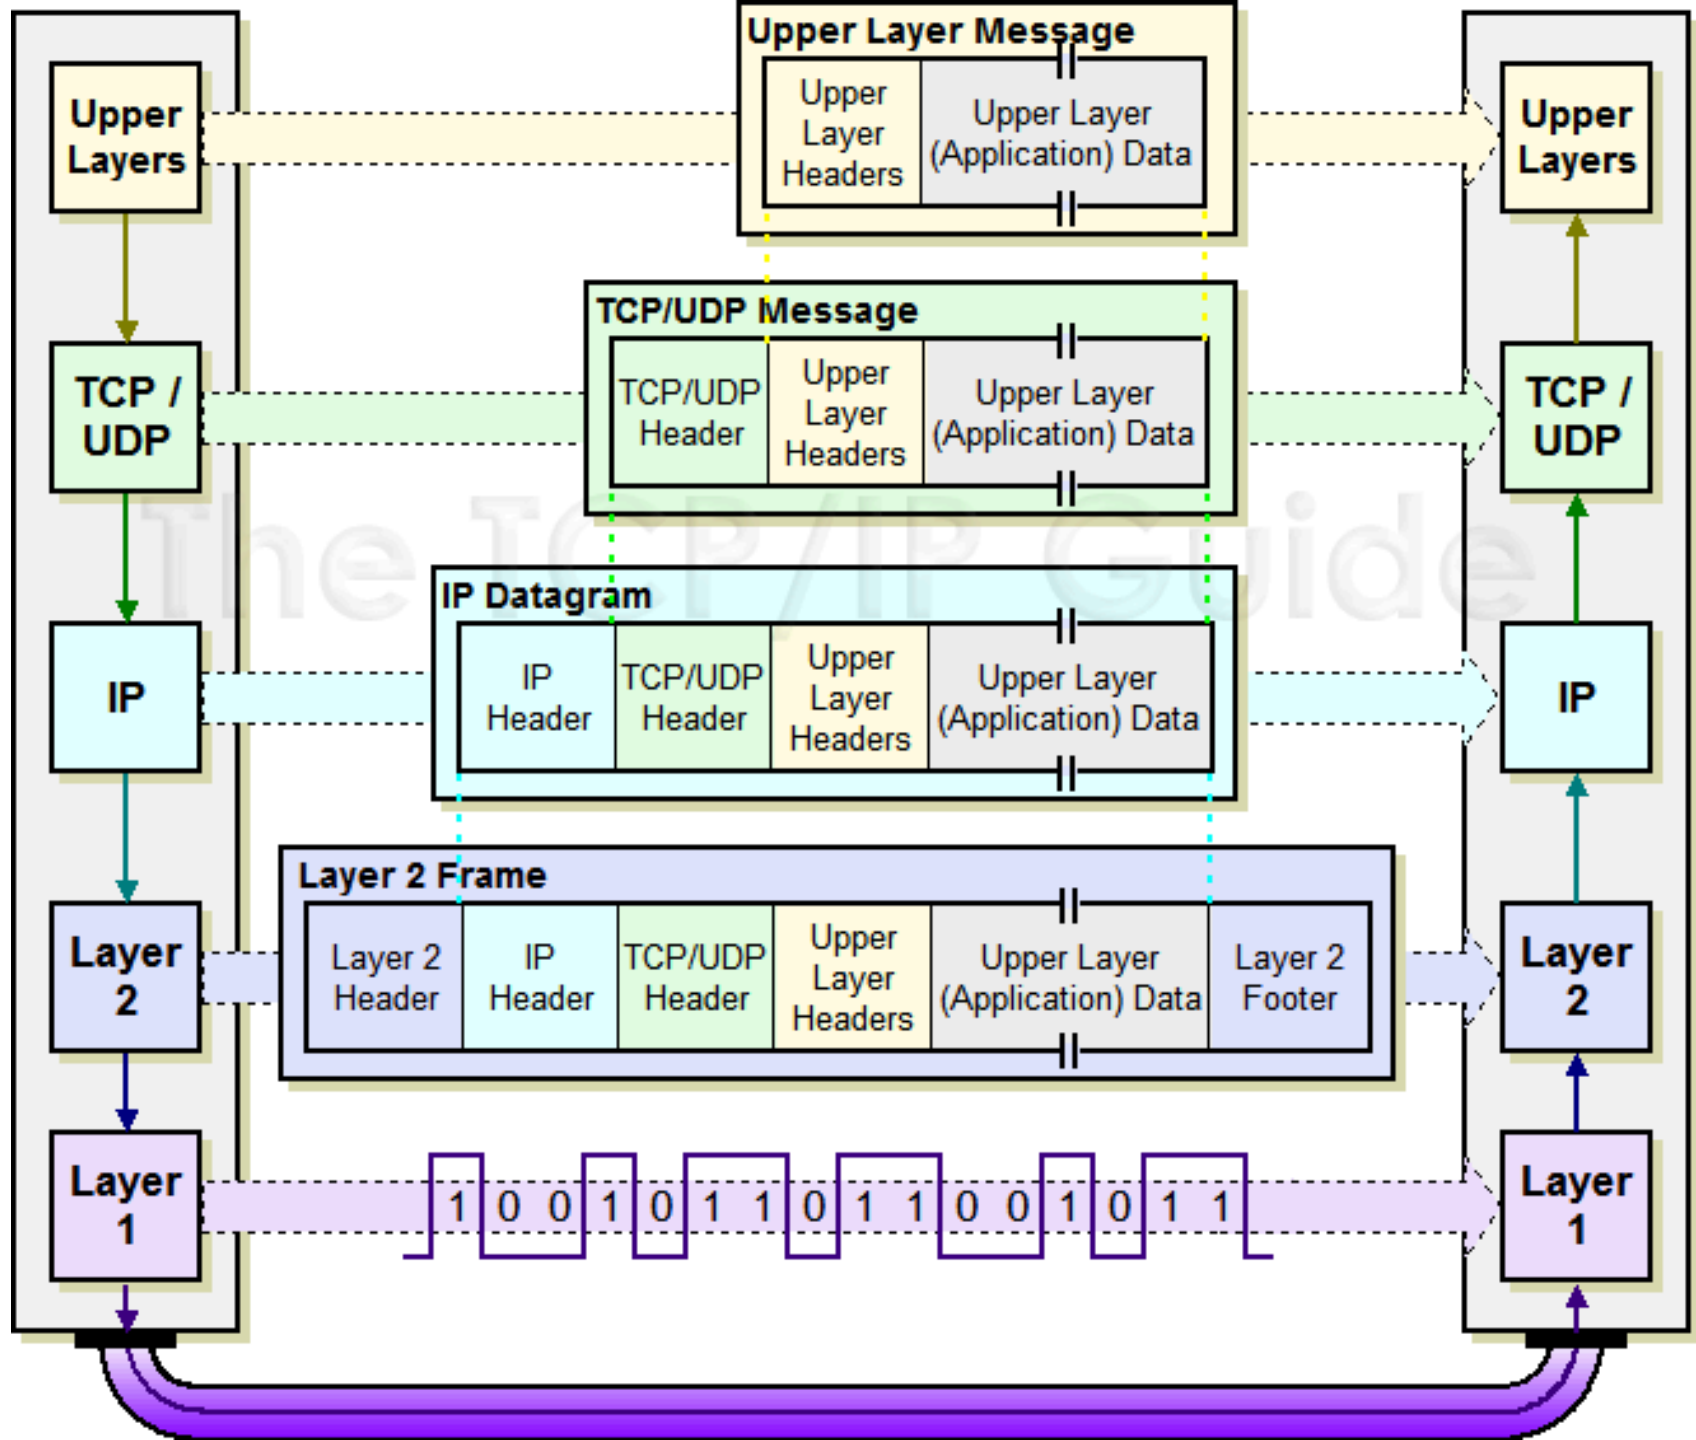 Upper Layer Message
Upper
Layers
Upper
Layer
Headers
Upper Layer
(Application) Data
Upper
Layers
TCP/UDP Message
TCP /
UDP
TCP/UDP
Header
Upper
Layer
Headers
Upper Layer
(Application) Data
TCP /
UDP
The TCP/IP Guide
IP Datagram
IP
IP
Header
TCP/UDP
Header
Upper
Layer
Headers
Upper Layer
(Application) Data
IP
Layer 2 Frame
Layer
2
Layer 2
Header
IP
Header
TCP/UDP
Header
Upper
Layer
Headers
Upper Layer
(Application) Data
Layer 2
Footer
Layer
2
Layer
1
1 0 0 1 0 1 1 0 1 1 0 0 1 0 1 1
Layer
1